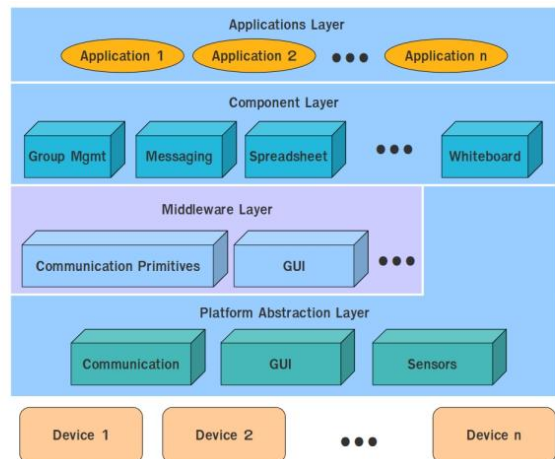 Applications Layer
Application 1 Application 2 ••• Application n
Component Layer
Group Mgmt Messaging Spreadsheet ••• Whiteboard
Middleware Layer
Communication Primitives GUI •••
Platform Abstraction Layer
Communication GUI Sensors
Device 1 Device 2 ••• Device n